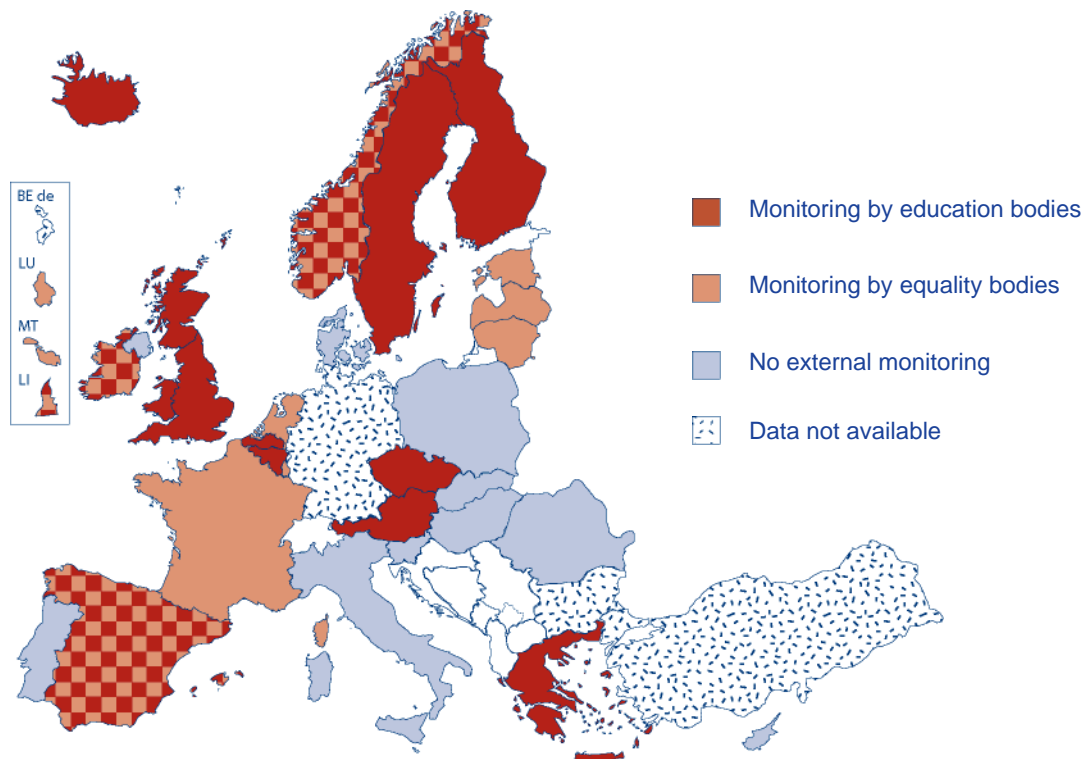 BE de
LU
MT
LI
Monitoring by education bodies
Monitoring by equality bodies
No external monitoring
Data not available